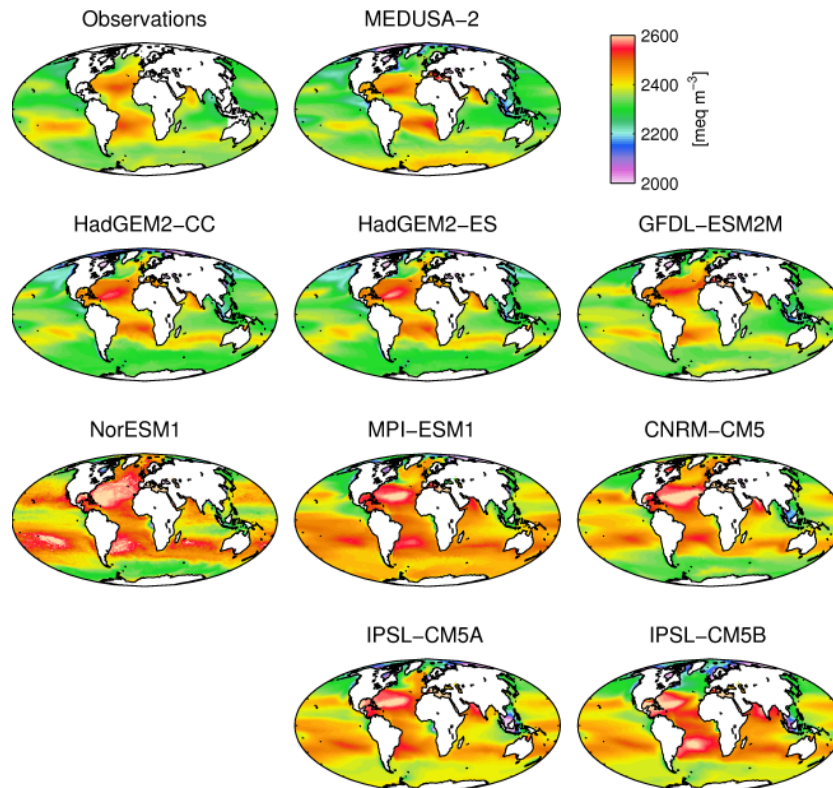 Observations
MEDUSA−2
2600
2400
2200
2000
[meq m⁻³]
HadGEM2−CC
HadGEM2−ES
GFDL−ESM2M
NorESM1
MPI−ESM1
CNRM−CM5
IPSL−CM5A
IPSL−CM5B